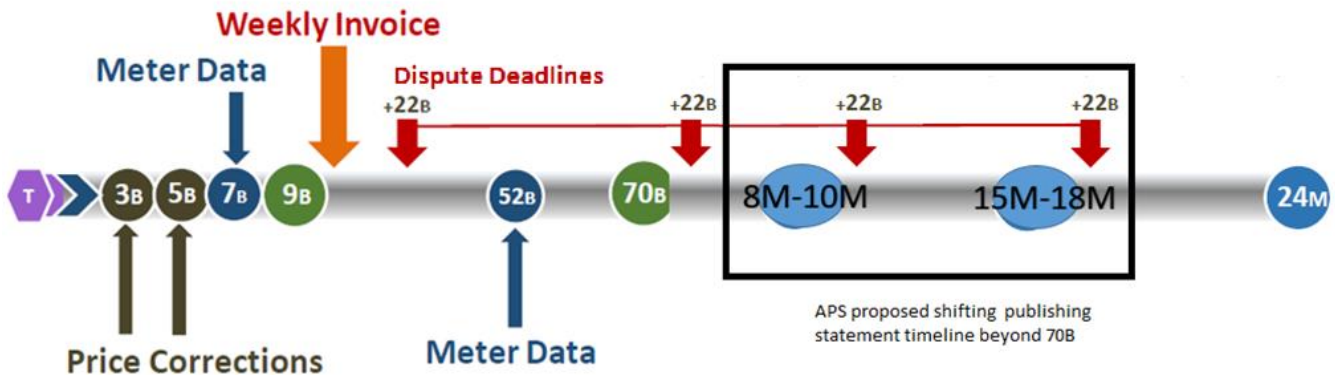 Weekly Invoice
Meter Data
Dispute Deadlines
+22B
+22B
+22B
+22B
T
3B
5B
7B
9B
52B
70B
8M-10M
15M-18M
24M
Price Corrections
Meter Data
APS proposed shifting publishing
statement timeline beyond 70B